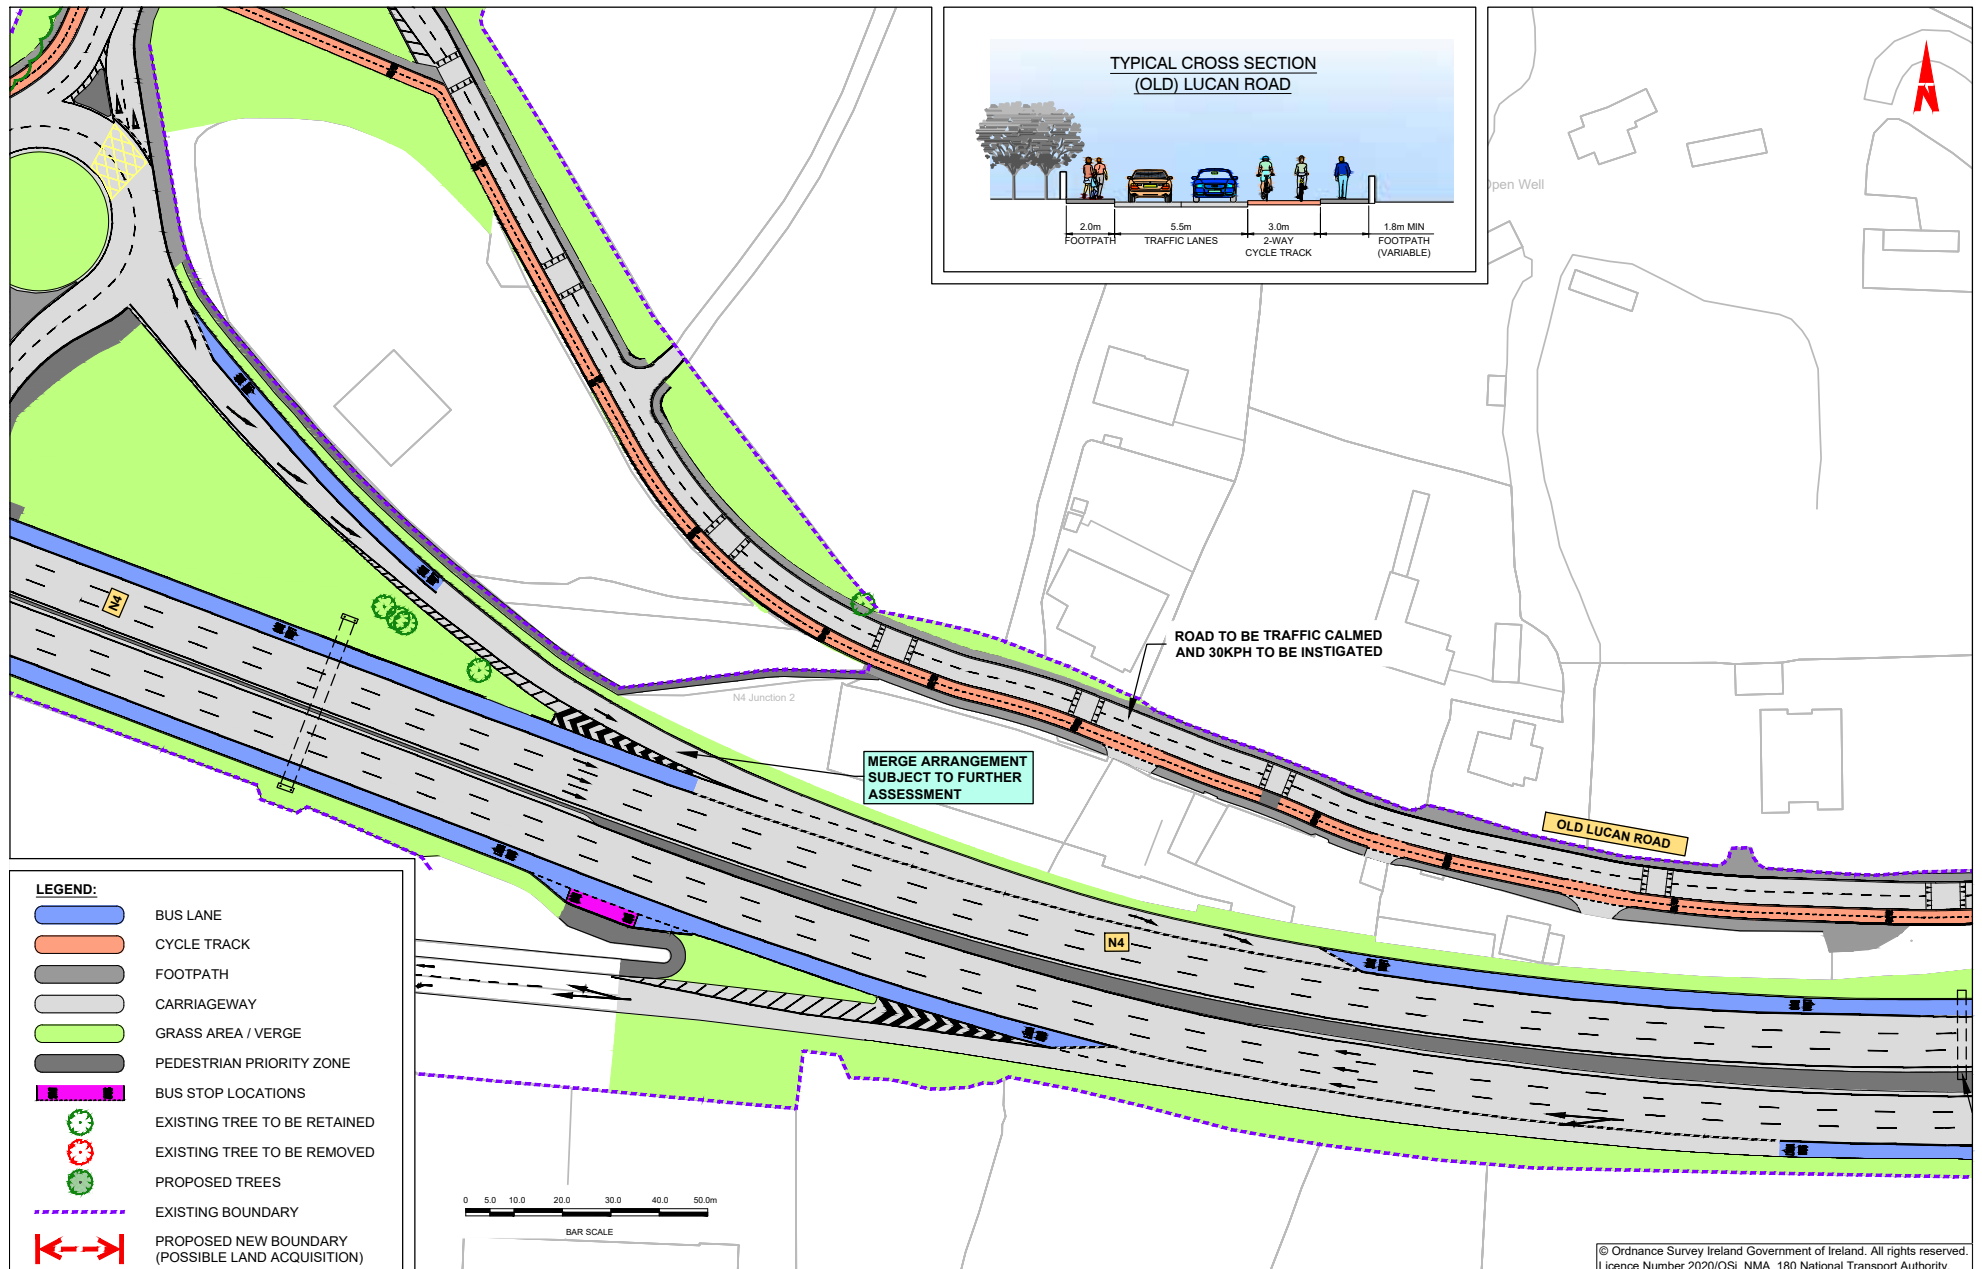 TYPICAL CROSS SECTION
(OLD) LUCAN ROAD
2.0m
FOOTPATH
5.5m
TRAFFIC LANES
3.0m
2-WAY
CYCLE TRACK
1.8m MIN
FOOTPATH
(VARIABLE)
N
Open Well
N4
ROAD TO BE TRAFFIC CALMED
AND 30KPH TO BE INSTIGATED
N4 Junction 2
MERGE ARRANGEMENT
SUBJECT TO FURTHER
ASSESSMENT
OLD LUCAN ROAD
N4
LEGEND:
BUS LANE
CYCLE TRACK
FOOTPATH
CARRIAGEWAY
GRASS AREA / VERGE
PEDESTRIAN PRIORITY ZONE
BUS STOP LOCATIONS
EXISTING TREE TO BE RETAINED
EXISTING TREE TO BE REMOVED
PROPOSED TREES
EXISTING BOUNDARY
PROPOSED NEW BOUNDARY
(POSSIBLE LAND ACQUISITION)
0 5.0 10.0 20.0 30.0 40.0 50.0m
BAR SCALE
© Ordnance Survey Ireland Government of Ireland. All rights reserved.
Licence Number 2020/OSi_NMA_180 National Transport Authority